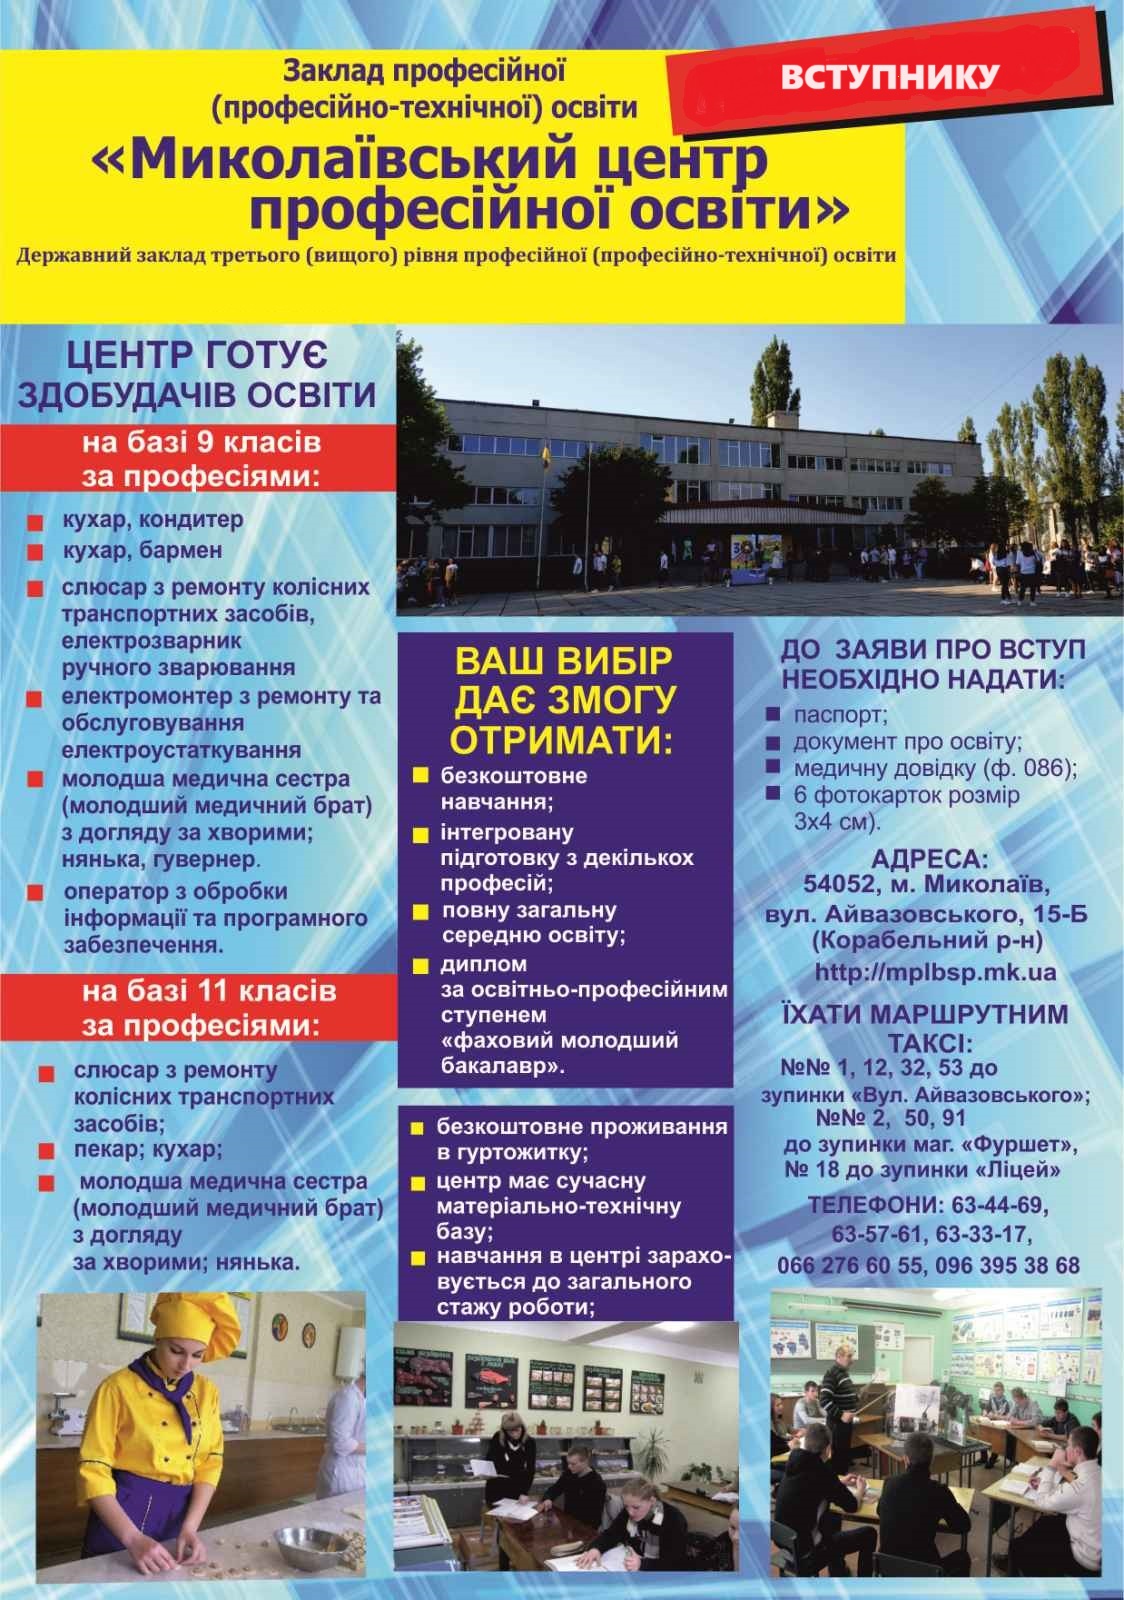 ВСТУПНИКУ
Заклад професійної
(професійно-технічної) освіти
«Миколаївський центр
професійної освіти»
Державний заклад третього (вищого) рівня професійної (професійно-технічної) освіти
ЦЕНТР ГОТУЄ
ЗДОБУДАЧІВ ОСВІТИ
на базі 9 класів
за професіями:
кухар, кондитер
кухар, бармен
слюсар з ремонту колісних
транспортних засобів,
електрозварник
ручного зварювання
електромонтер з ремонту та
обслуговування
електроустаткування
молодша медична сестра
(молодший медичний брат)
з догляду за хворими;
нянька, гувернер.
оператор з обробки
інформації та програмного
забезпечення.
на базі 11 класів
за професіями:
слюсар з ремонту
колісних транспортних
засобів;
пекар; кухар;
молодша медична сестра
(молодший медичний брат)
з догляду
за хворими; нянька.
ВАШ ВИБІР
ДАЄ ЗМОГУ
ОТРИМАТИ:
безкоштовне
навчання;
інтегровану
підготовку з декількох
професій;
повну загальну
середню освіту;
диплом
за освітньо-професійним
ступенем
«фаховий молодший
бакалавр».
безкоштовне проживання
в гуртожитку;
центр має сучасну
матеріально-технічну
базу;
навчання в центрі зарахо-
вується до загального
стажу роботи;
ДО ЗАЯВИ ПРО ВСТУП
НЕОБХІДНО НАДАТИ:
паспорт;
документ про освіту;
медичну довідку (ф. 086);
6 фотокарток розмір
3х4 см).
АДРЕСА:
54052, м. Миколаїв,
вул. Айвазовського, 15-Б
(Корабельний р-н)
http://mplbsp.mk.ua
ЇХАТИ МАРШРУТНИМ
ТАКСІ:
№№ 1, 12, 32, 53 до
зупинки «Вул. Айвазовського»;
№№ 2, 50, 91
до зупинки маг. «Фуршет»,
№ 18 до зупинки «Ліцей»
ТЕЛЕФОНИ: 63-44-69,
63-57-61, 63-33-17,
066 276 60 55, 096 395 38 68